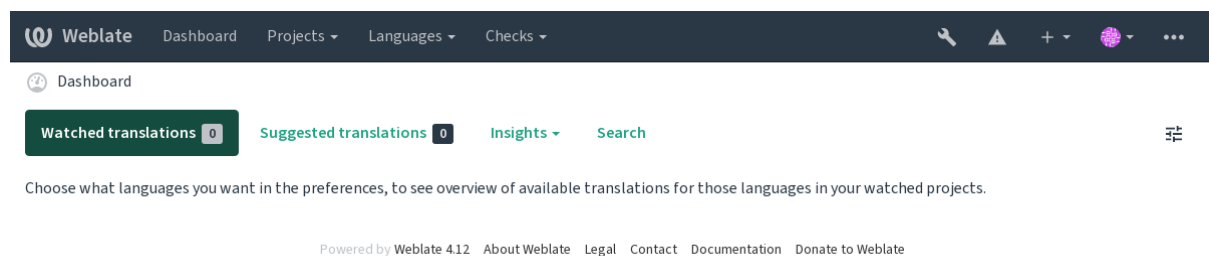 Weblate Dashboard Projects Languages Checks
Dashboard
Watched translations 0 Suggested translations 0 Insights Search
Choose what languages you want in the preferences, to see overview of available translations for those languages in your watched projects.
Powered by Weblate 4.12 About Weblate Legal Contact Documentation Donate to Weblate